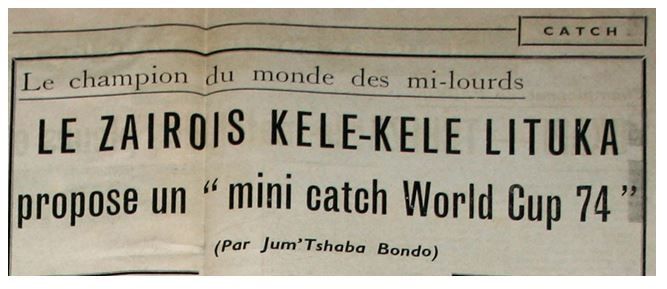 CATCH
Le champion du monde des mi-lourds
LE ZAIROIS KELE-KELE LITUKA
propose un “ mini catch World Cup 74 ”
(Par Jum'Tshaba Bondo)